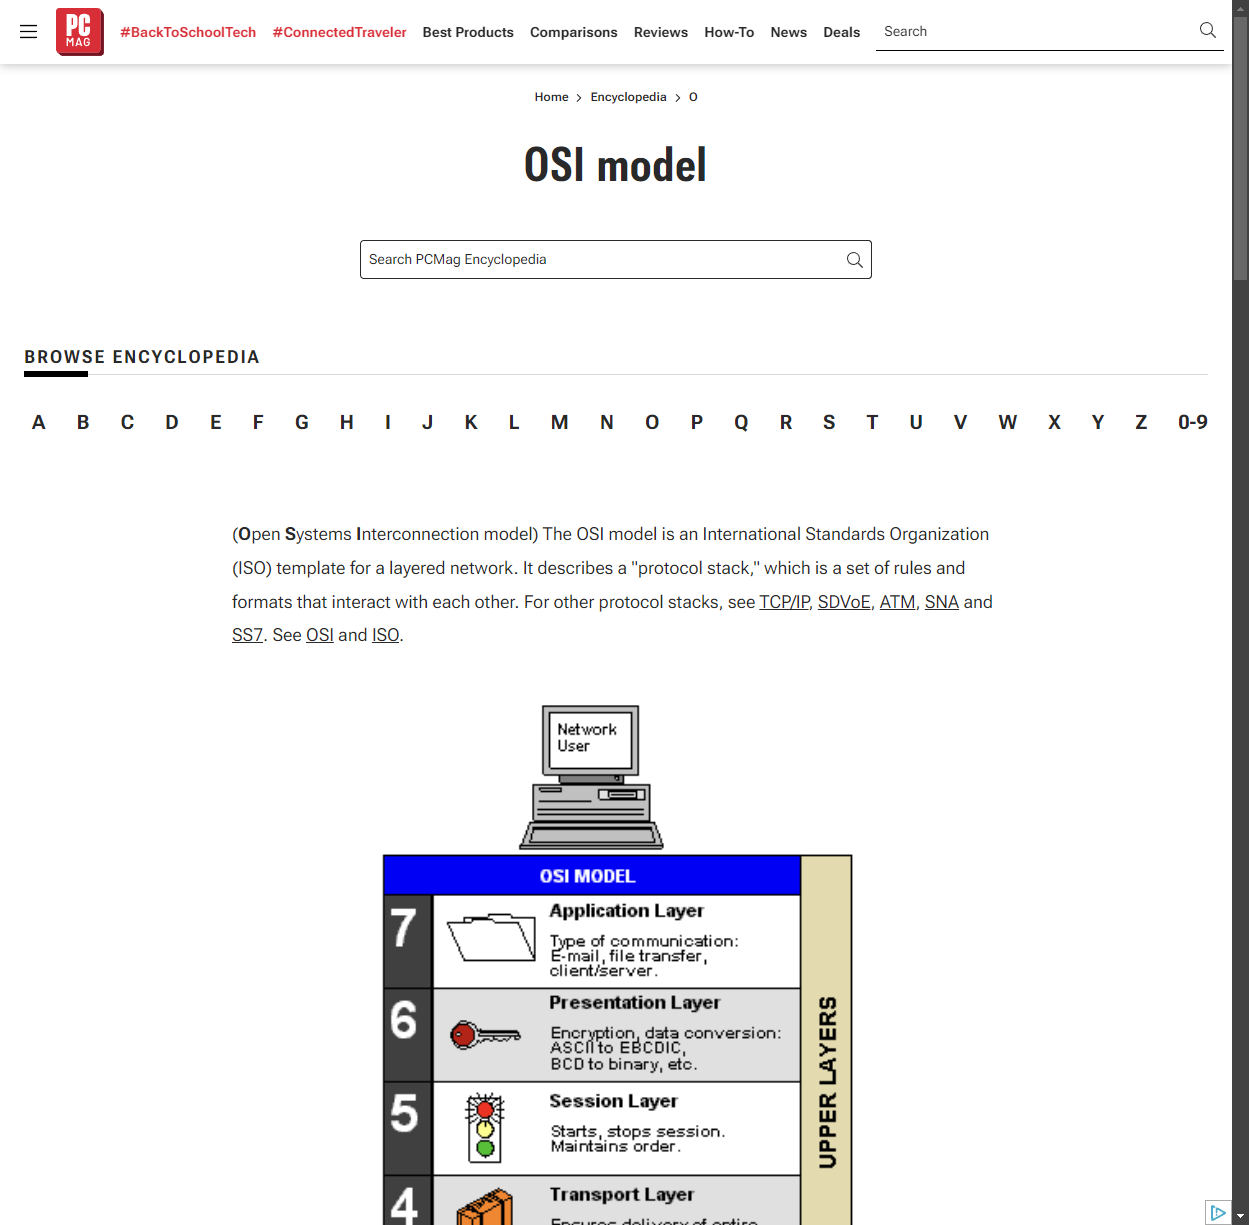 PC
MAG
#BackToSchoolTech #ConnectedTraveler Best Products Comparisons Reviews How-To News Deals Search
Home > Encyclopedia > O
OSI model
Search PCMag Encyclopedia
BROWSE ENCYCLOPEDIA
A B C D E F G H I J K L M N O P Q R S T U V W X Y Z 0-9
(Open Systems Interconnection model) The OSI model is an International Standards Organization
(ISO) template for a layered network. It describes a "protocol stack," which is a set of rules and
formats that interact with each other. For other protocol stacks, see TCP/IP, SDVoE, ATM, SNA and
SS7. See OSI and ISO.
Network
User
OSI MODEL
7
Application Layer
Type of communication:
E-mail, file transfer,
client/server.
6
Presentation Layer
Encryption, data conversion:
ASCII to EBCDIC,
BCD to binary, etc.
5
Session Layer
Starts, stops session.
Maintains order.
4
Transport Layer
Ensures delivery of entire
UPPER LAYERS